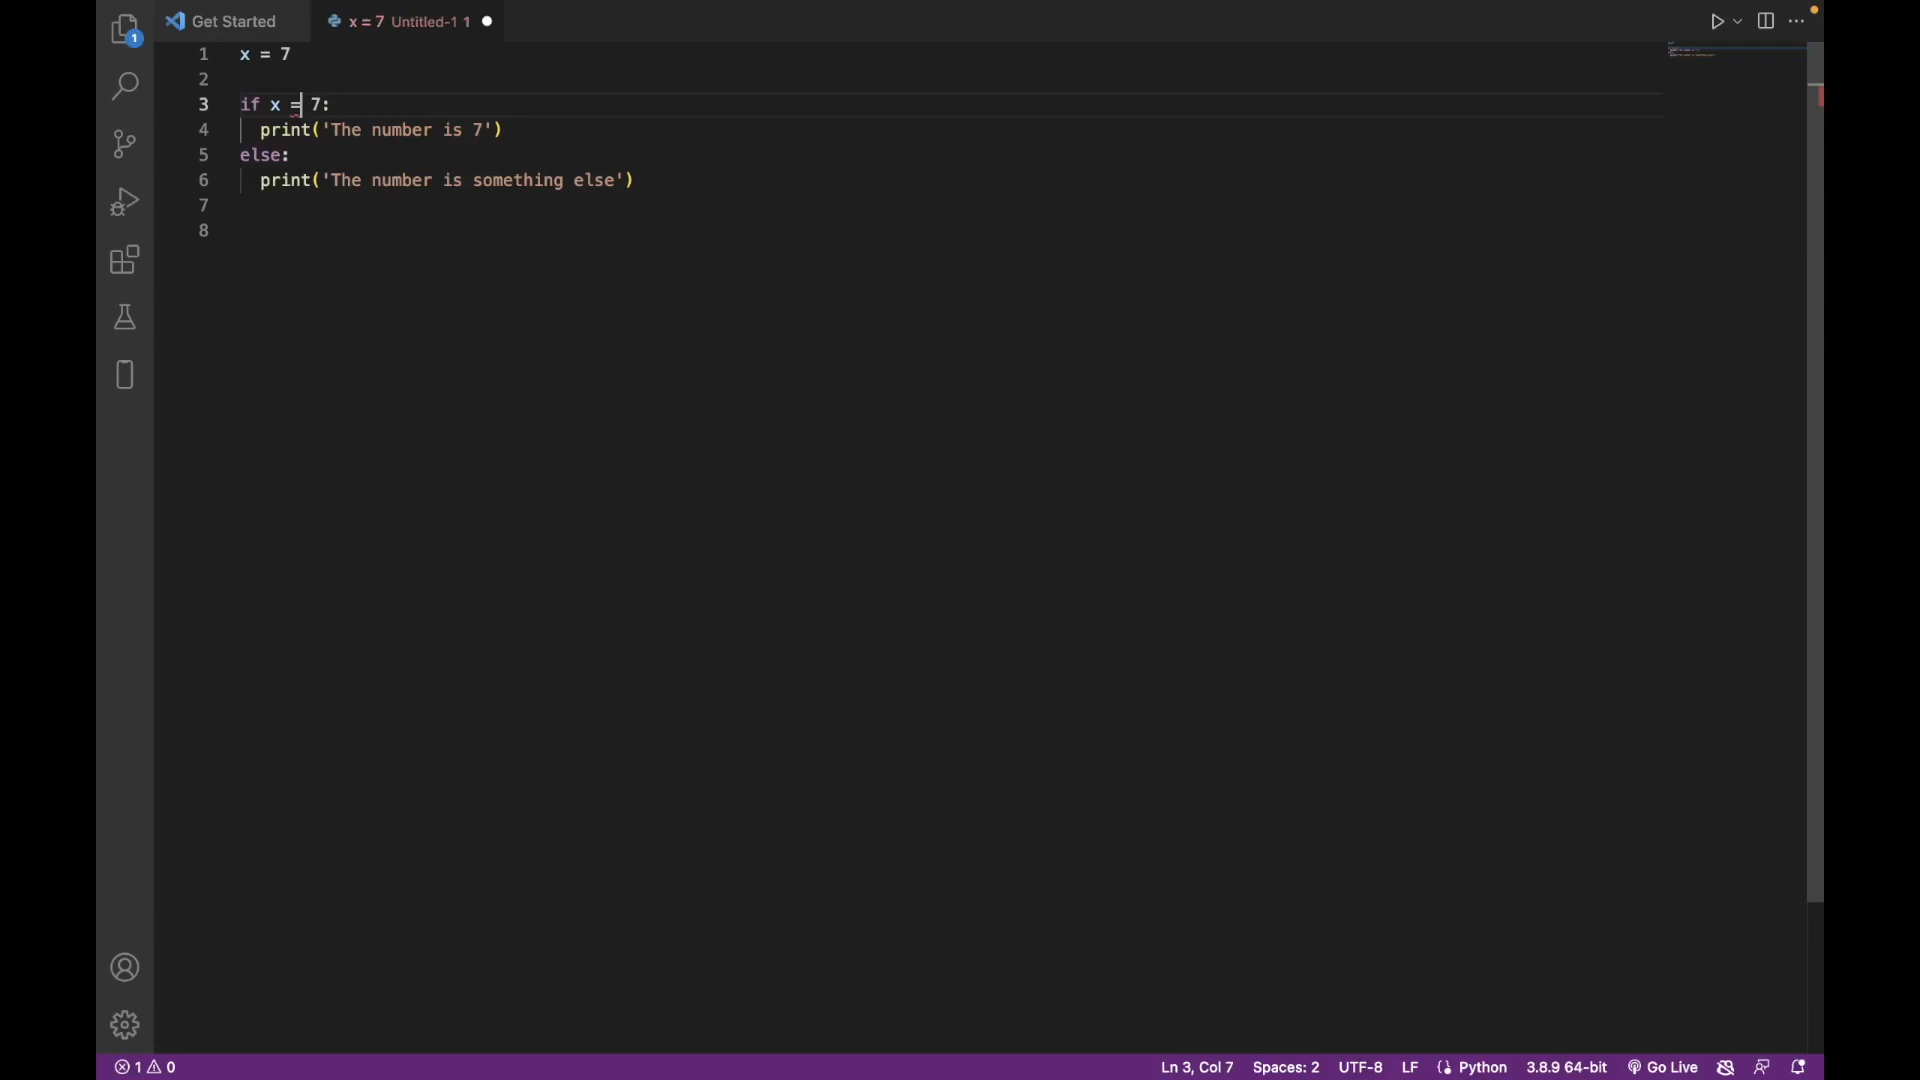 1
Get Started
x = 7 Untitled-1 1
1 x = 7
2
3 if x = 7:
4 print('The number is 7')
5 else:
6 print('The number is something else')
7
8
1 0 Ln 3, Col 7 Spaces: 2 UTF-8 LF Python 3.8.9 64-bit Go Live